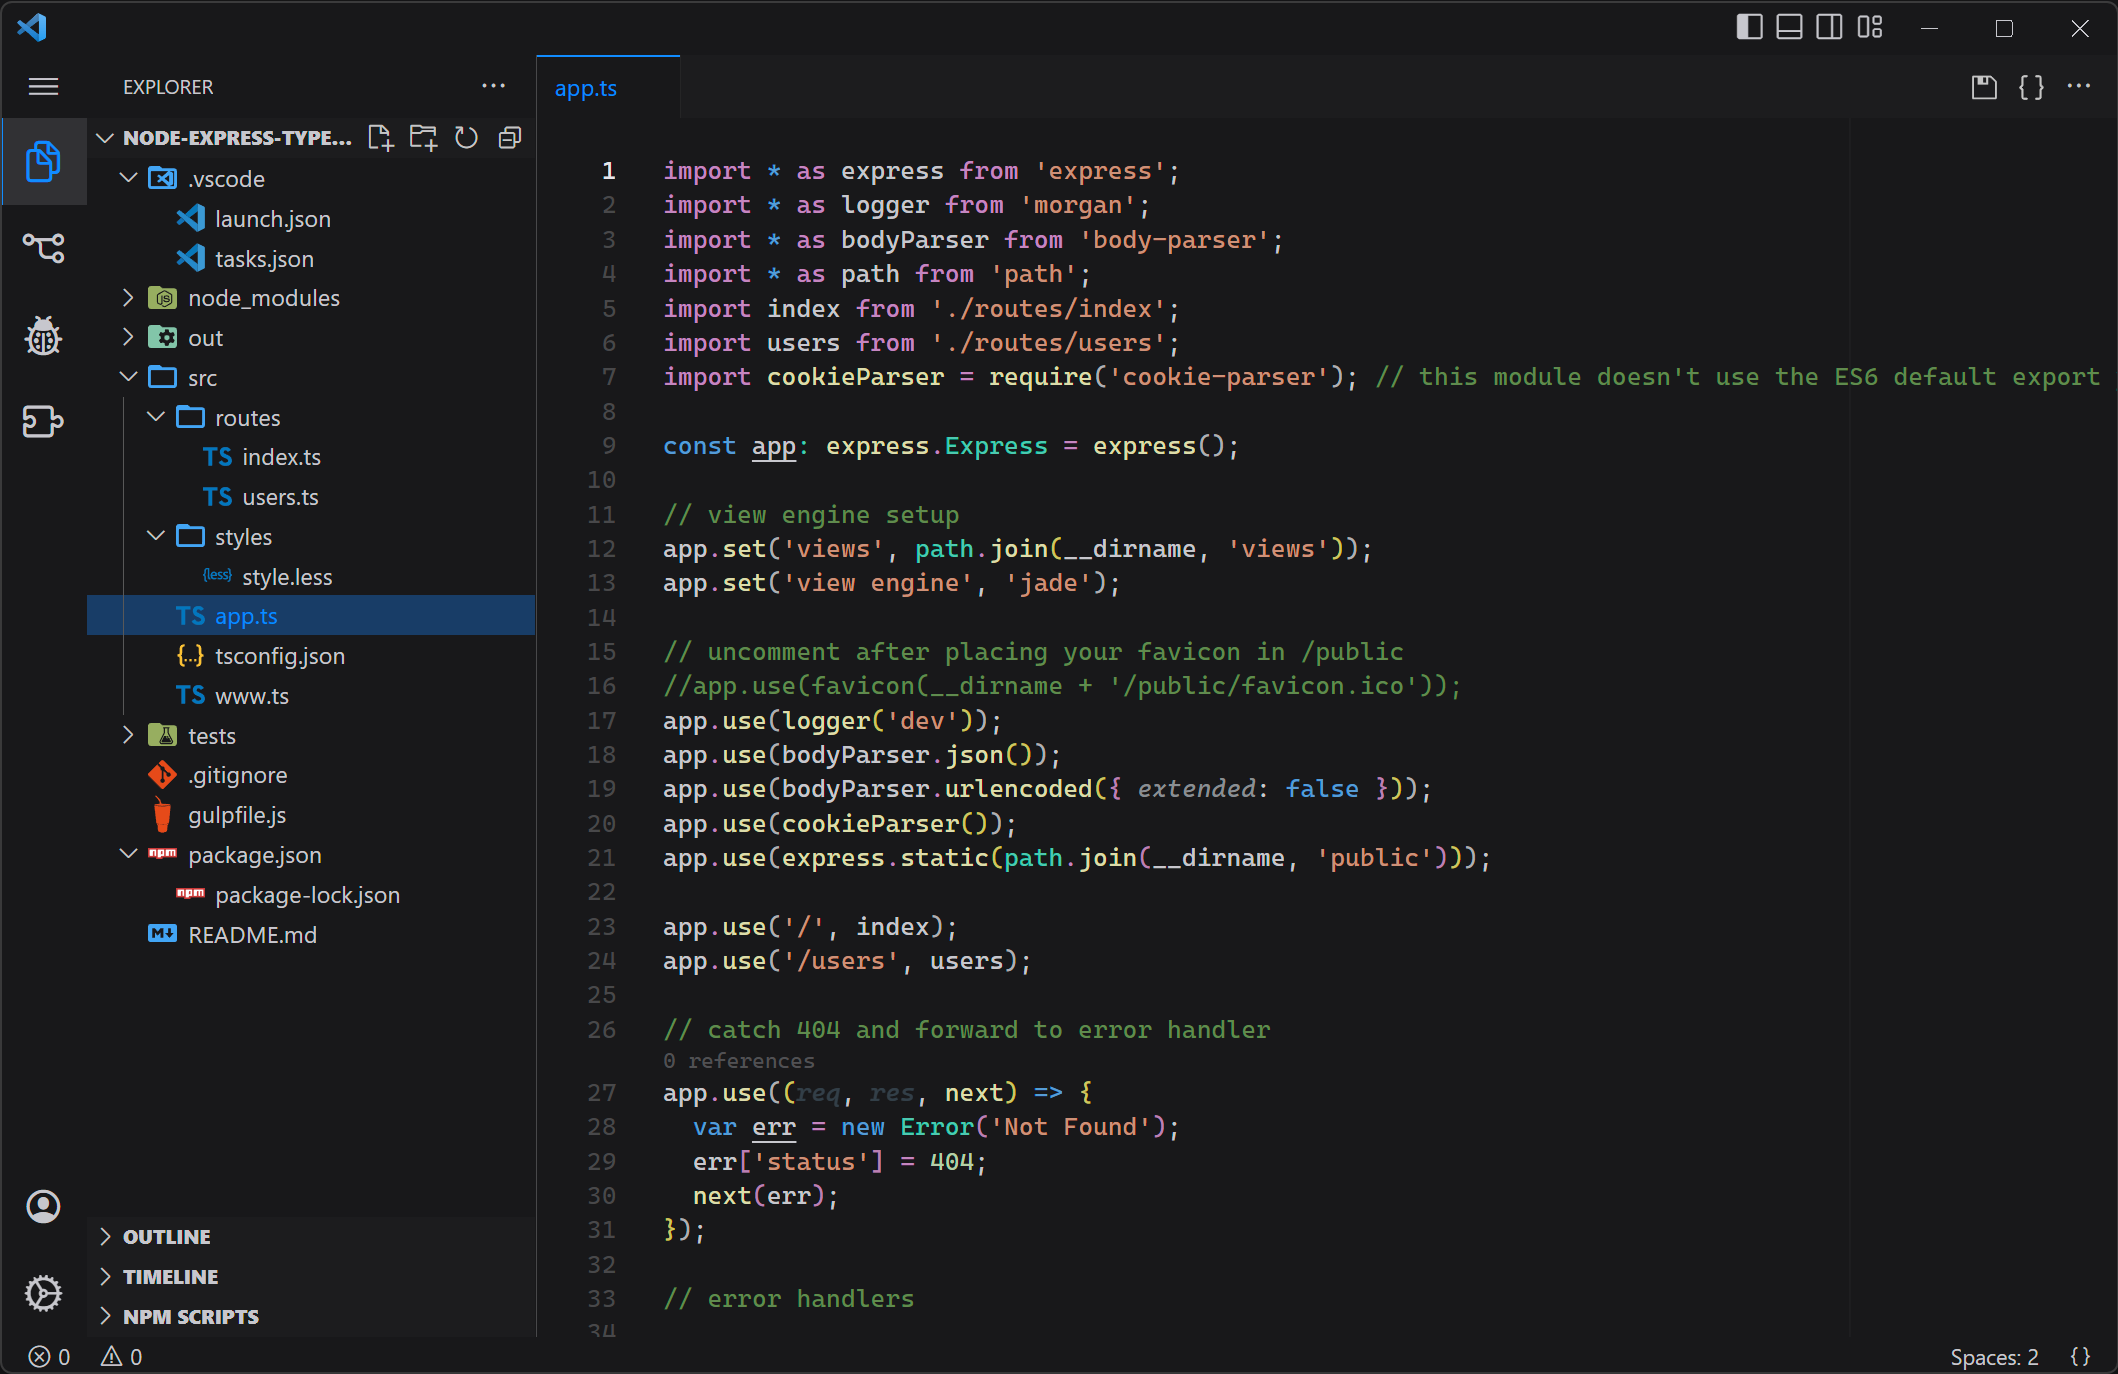 EXPLORER
NODE-EXPRESS-TYPE...
.vscode
launch.json
tasks.json
node_modules
out
src
routes
TS index.ts
TS users.ts
styles
{less} style.less
TS app.ts
{...} tsconfig.json
TS www.ts
tests
.gitignore
gulpfile.js
npm package.json
npm package-lock.json
M README.md
OUTLINE
TIMELINE
NPM SCRIPTS
app.ts
{}
1 import * as express from 'express';
2 import * as logger from 'morgan';
3 import * as bodyParser from 'body-parser';
4 import * as path from 'path';
5 import index from './routes/index';
6 import users from './routes/users';
7 import cookieParser = require('cookie-parser'); // this module doesn't use the ES6 default export
8
9 const app: express.Express = express();
10
11 // view engine setup
12 app.set('views', path.join(__dirname, 'views'));
13 app.set('view engine', 'jade');
14
15 // uncomment after placing your favicon in /public
16 //app.use(favicon(__dirname + '/public/favicon.ico'));
17 app.use(logger('dev'));
18 app.use(bodyParser.json());
19 app.use(bodyParser.urlencoded({ extended: false }));
20 app.use(cookieParser());
21 app.use(express.static(path.join(__dirname, 'public')));
22
23 app.use('/', index);
24 app.use('/users', users);
25
26 // catch 404 and forward to error handler
0 references
27 app.use((req, res, next) => {
28 var err = new Error('Not Found');
29 err['status'] = 404;
30 next(err);
31 });
32
33 // error handlers
34
0 0
Spaces: 2 {}